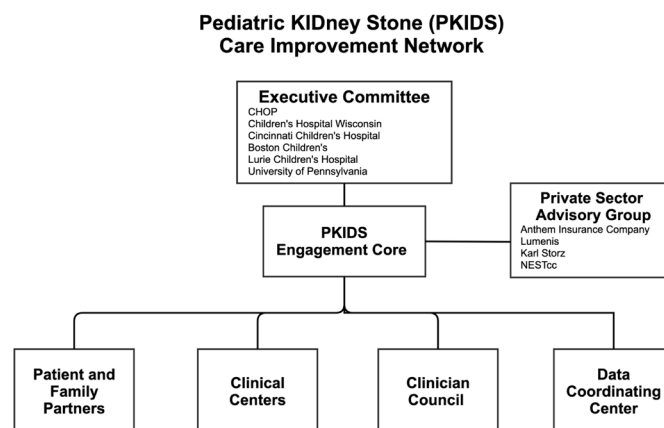 Pediatric KIDney Stone (PKIDS)
Care Improvement Network
Executive Committee
CHOP
Children's Hospital Wisconsin
Cincinnati Children's Hospital
Boston Children's
Lurie Children's Hospital
University of Pennsylvania
Private Sector
Advisory Group
Anthem Insurance Company
Lumenis
Karl Storz
NESTcc
PKIDS
Engagement Core
Patient and
Family
Partners
Clinical
Centers
Clinician
Council
Data
Coordinating
Center